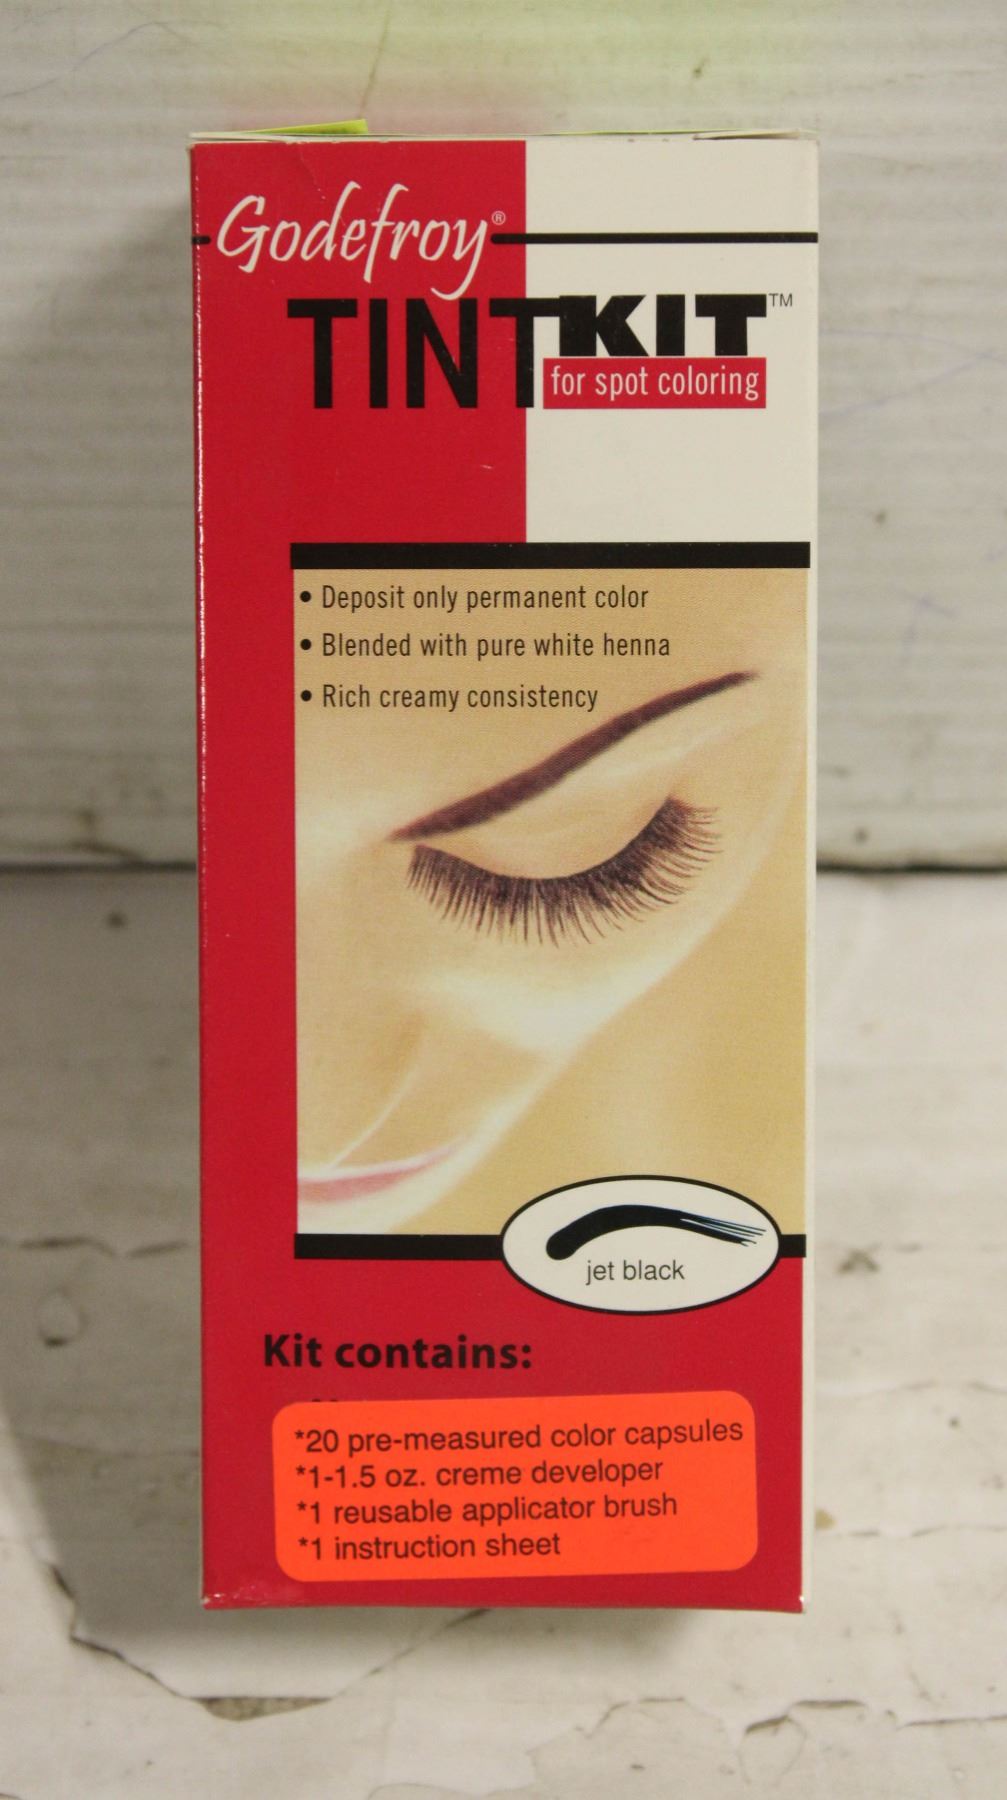 Godefroy®
TINT KIT™
for spot coloring
• Deposit only permanent color
• Blended with pure white henna
• Rich creamy consistency
jet black
Kit contains:
*20 pre-measured color capsules
*1-1.5 oz. creme developer
*1 reusable applicator brush
*1 instruction sheet